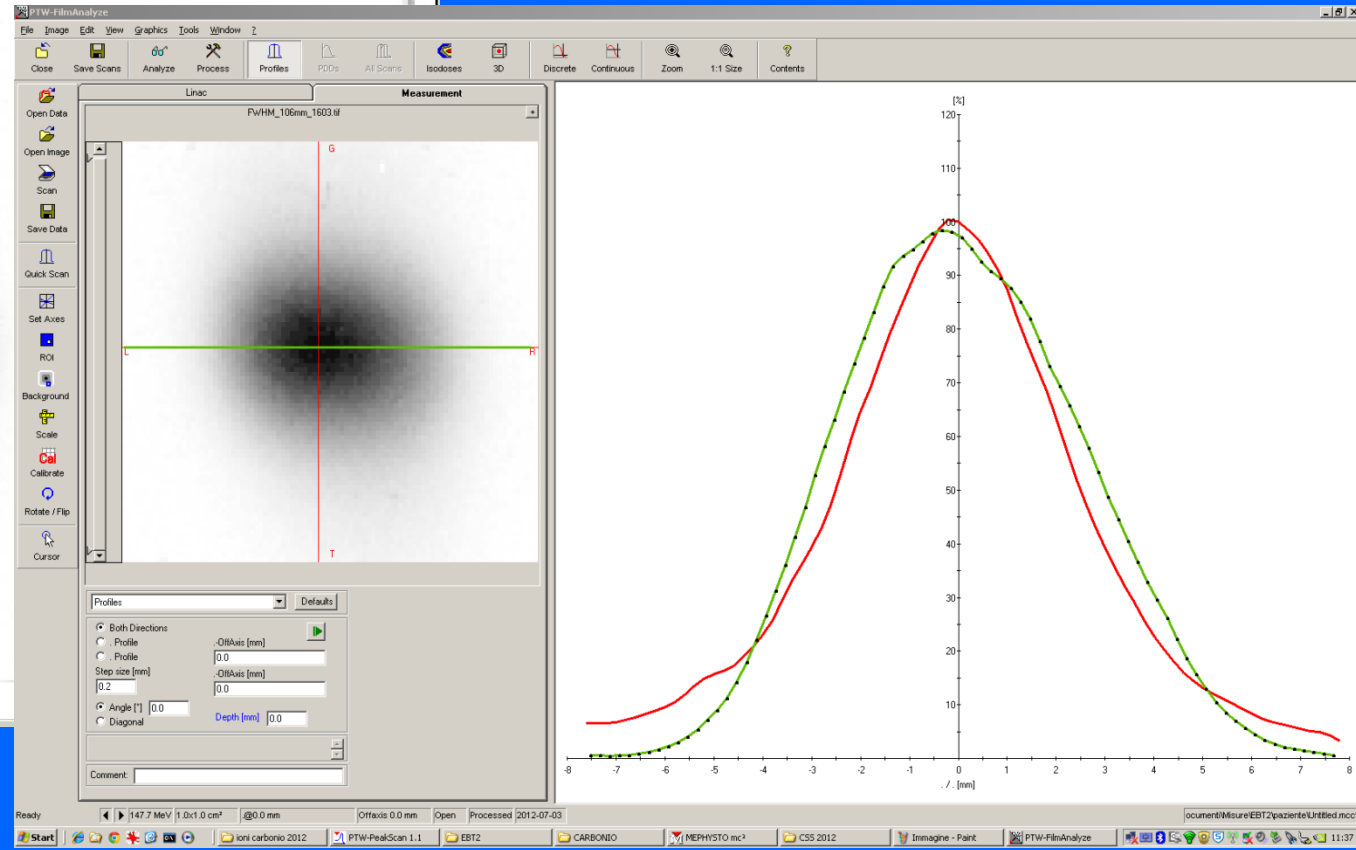 PTW-FilmAnalyze
File Image Edit View Graphics Tools Window ?
Close Save Scans Analyze Process Profiles PDDs All Scans Isodoses 3D Discrete Continuous Zoom 1:1 Size Contents
Open Data
Open Image
Scan
Save Data
Quick Scan
Set Axes
ROI
Background
Scale
Cal
Calibrate
Rotate / Flip
Cursor
Linac Measurement
FWHM_106mm_1603.tif
+
G
L R
T
Profiles Defaults
Both Directions
. Profile .-OffAxis [mm]
. Profile 0.0
Step size [mm] .-OffAxis [mm]
0.2 0.0
Angle [°] 0.0
Diagonal Depth [mm] 0.0
Comment:
[%]
120
110
100
90
80
70
60
50
40
30
20
10
-8 -7 -6 -5 -4 -3 -2 -1 0 1 2 3 4 5 6 7 8
. /. [mm]
Ready 147.7 MeV 1.0x1.0 cm² @0.0 mm Offaxis 0.0 mm Open Processed 2012-07-03 ocument\Misure\EBT2\paziente\Untitled.mcc
Start ioni carbonio 2012 PTW-PeakScan 1.1 EBT2 CARBONIO MEPHYSTO mc² CSS 2012 Immagine - Paint PTW-FilmAnalyze 11:37